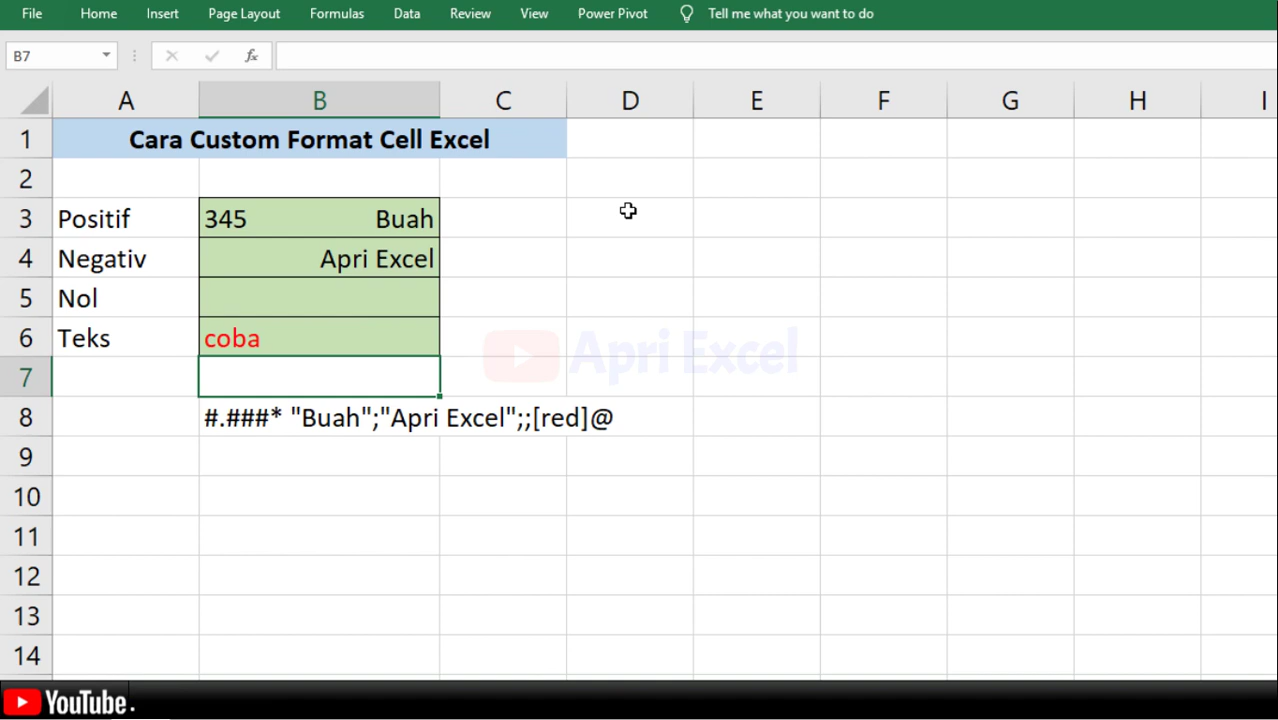 File Home Insert Page Layout Formulas Data Review View Power Pivot Tell me what you want to do
B7 fx
A B C D E F G H I
1 Cara Custom Format Cell Excel
2
3 Positif 345 Buah
4 Negativ Apri Excel
5 Nol
6 Teks coba
Apri Excel
7
8 #.###* "Buah";"Apri Excel";;[red]@
9
10
11
12
13
14
YouTube.